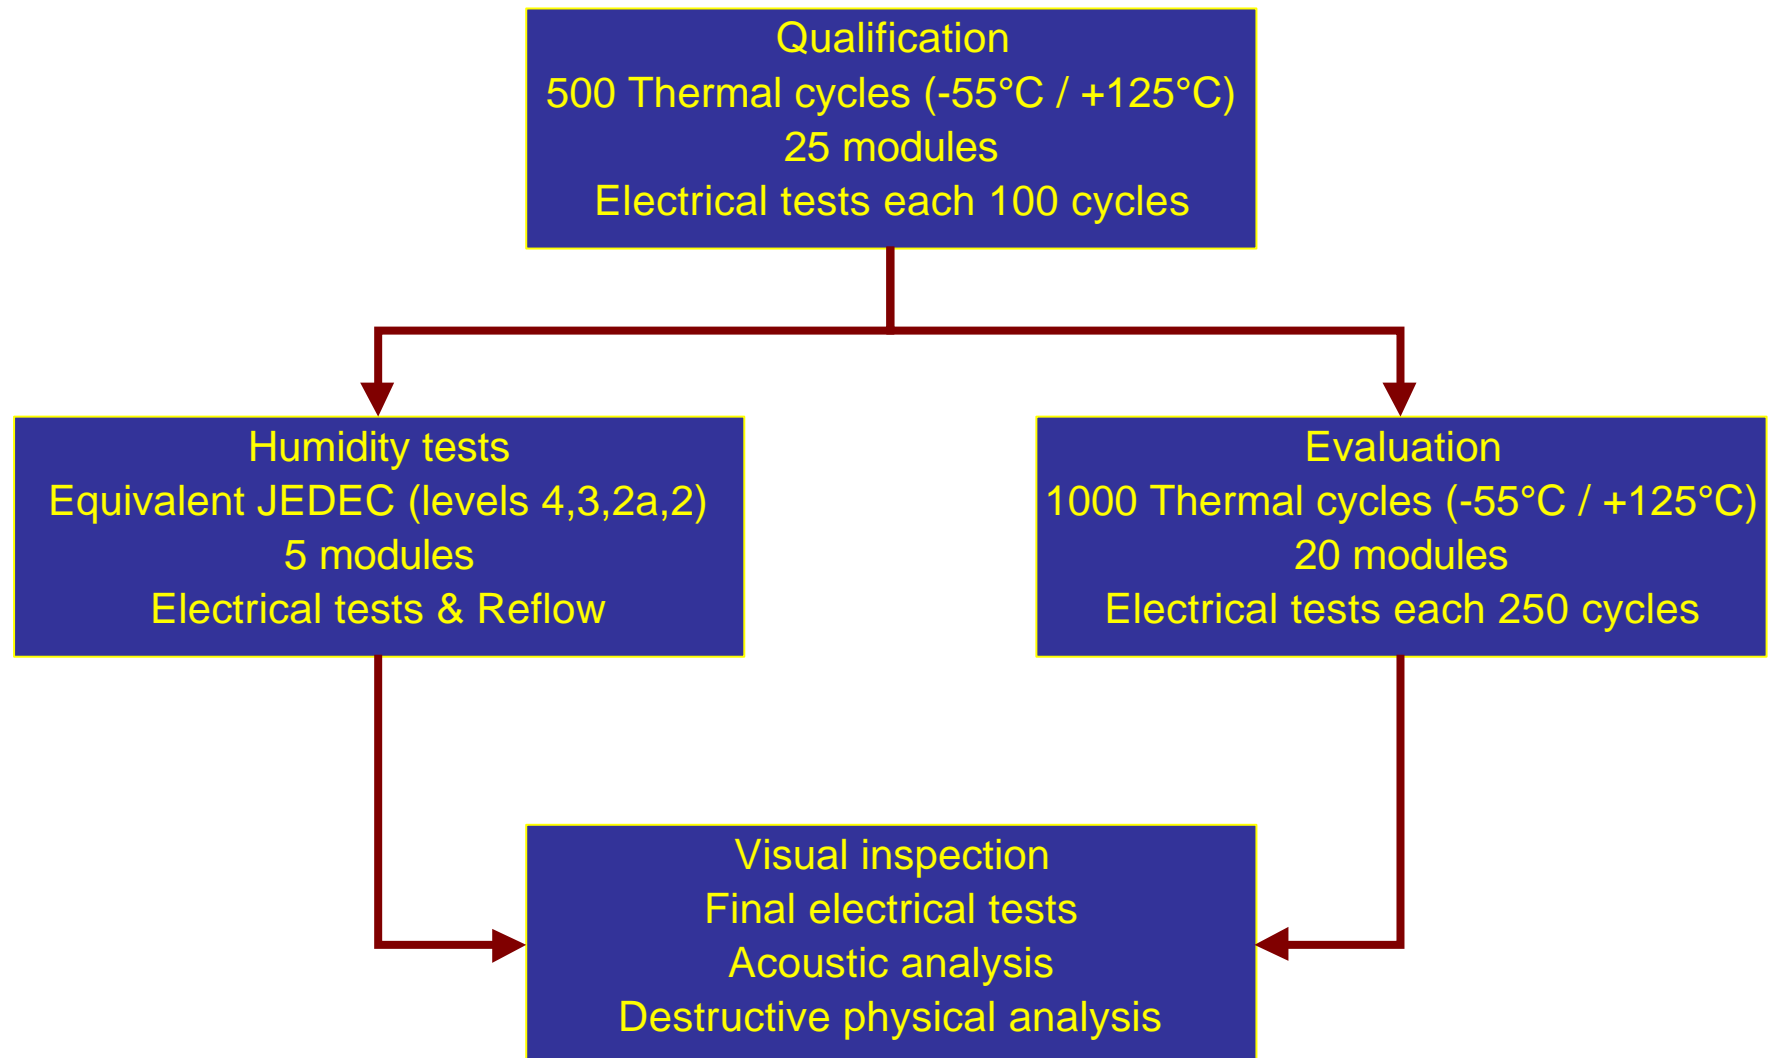 Qualification
500 Thermal cycles (-55°C / +125°C)
25 modules
Electrical tests each 100 cycles
Humidity tests
Equivalent JEDEC (levels 4,3,2a,2)
5 modules
Electrical tests & Reflow
Evaluation
1000 Thermal cycles (-55°C / +125°C)
20 modules
Electrical tests each 250 cycles
Visual inspection
Final electrical tests
Acoustic analysis
Destructive physical analysis